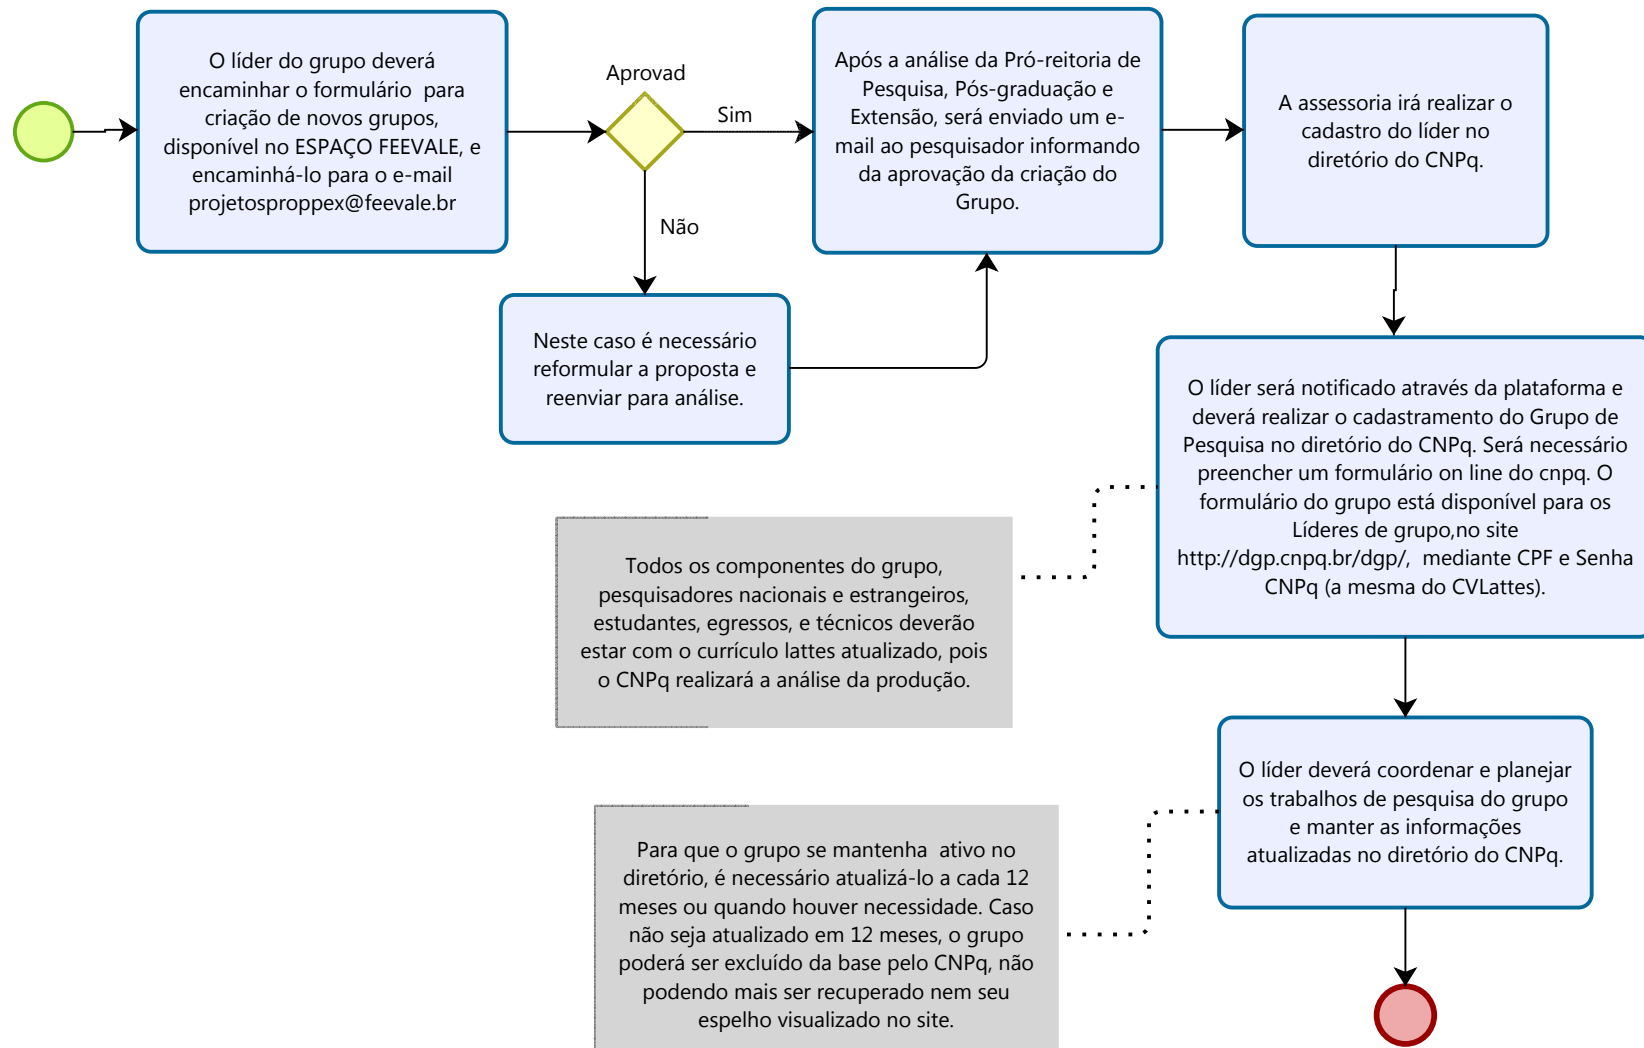 O líder do grupo deverá
encaminhar o formulário  para
criação de novos grupos,
disponível no ESPAÇO FEEVALE, e
encaminhá-lo para o e-mail
projetosproppex@feevale.br
Aprovad
Sim
Não
Após a análise da Pró-reitoria de
Pesquisa, Pós-graduação e
Extensão, será enviado um e-
mail ao pesquisador informando
da aprovação da criação do
Grupo.
A assessoria irá realizar o
cadastro do líder no
diretório do CNPq.
Neste caso é necessário
reformular a proposta e
reenviar para análise.
O líder será notificado através da plataforma e
deverá realizar o cadastramento do Grupo de
Pesquisa no diretório do CNPq. Será necessário
preencher um formulário on line do cnpq. O
formulário do grupo está disponível para os
Líderes de grupo,no site
http://dgp.cnpq.br/dgp/,  mediante CPF e Senha
CNPq (a mesma do CVLattes).
Todos os componentes do grupo,
pesquisadores nacionais e estrangeiros,
estudantes, egressos, e técnicos deverão
estar com o currículo lattes atualizado, pois
o CNPq realizará a análise da produção.
O líder deverá coordenar e planejar
os trabalhos de pesquisa do grupo
e manter as informações
atualizadas no diretório do CNPq.
Para que o grupo se mantenha  ativo no
diretório, é necessário atualizá-lo a cada 12
meses ou quando houver necessidade. Caso
não seja atualizado em 12 meses, o grupo
poderá ser excluído da base pelo CNPq, não
podendo mais ser recuperado nem seu
espelho visualizado no site.